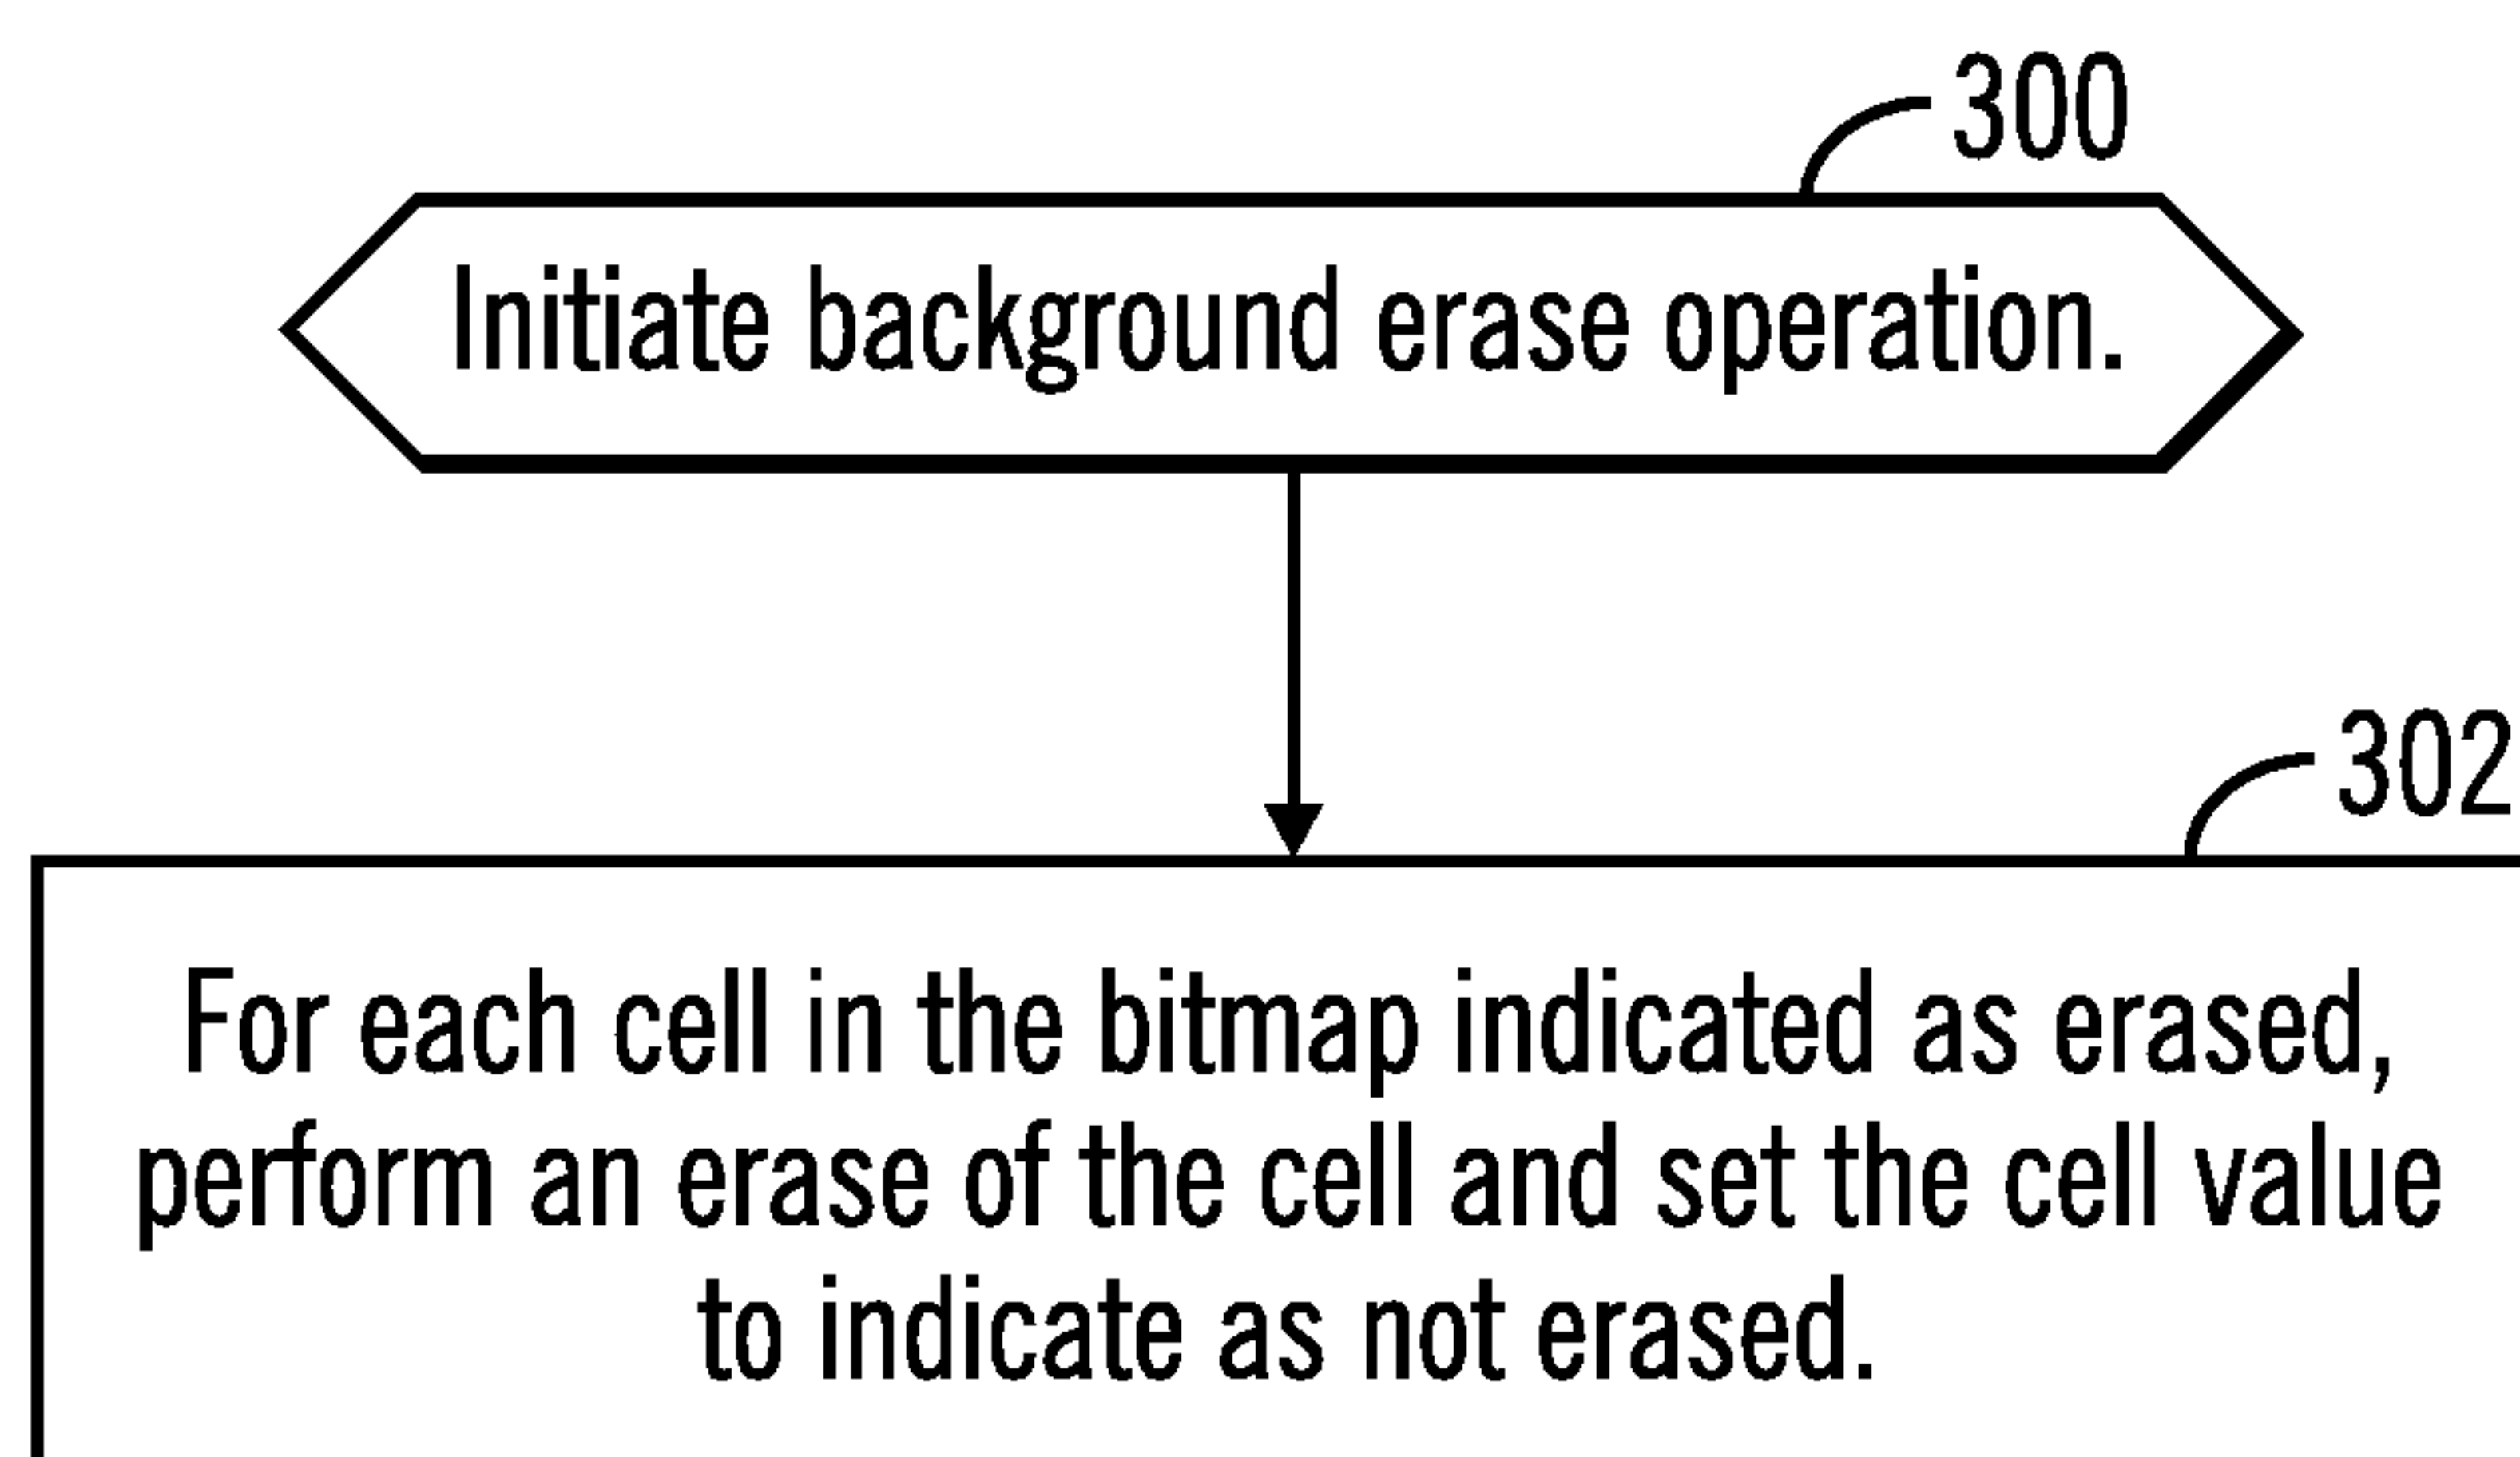 300
Initiate background erase operation.
302
For each cell in the bitmap indicated as erased,
perform an erase of the cell and set the cell value
to indicate as not erased.